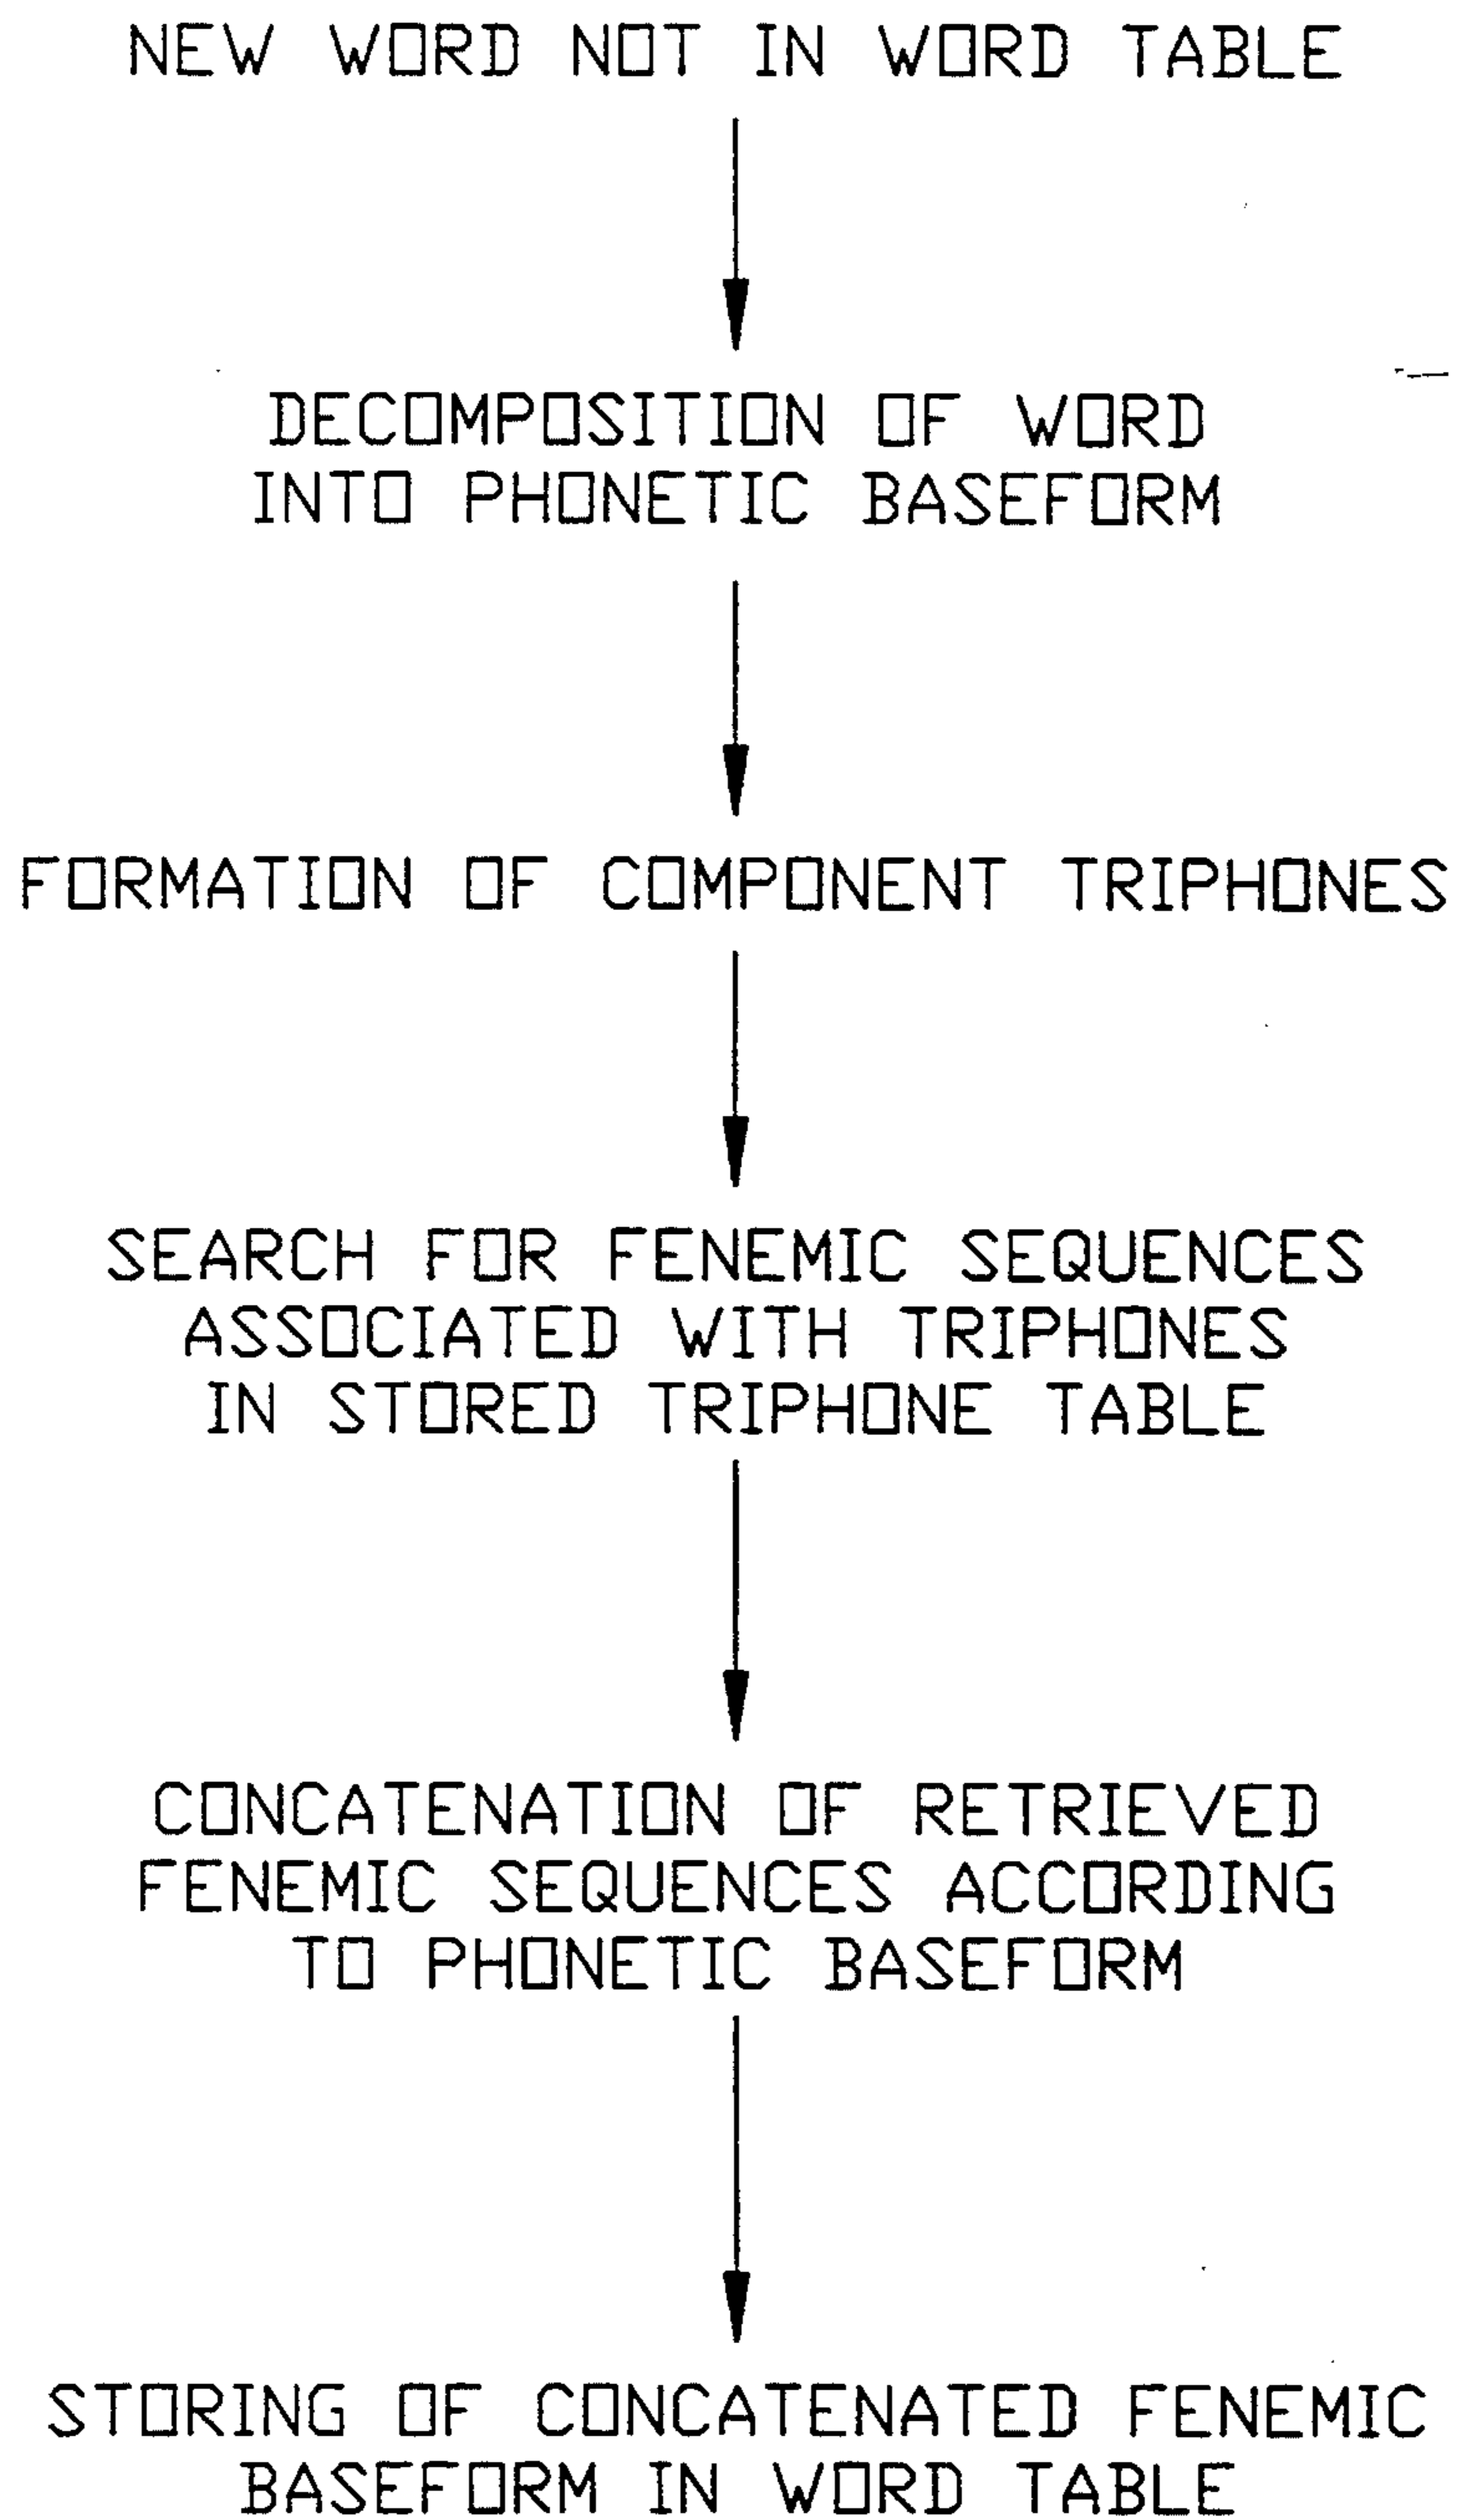 NEW WORD NOT IN WORD TABLE
DECOMPOSITION OF WORD
INTO PHONETIC BASEFORM
FORMATION OF COMPONENT TRIPHONES
SEARCH FOR FENEMIC SEQUENCES
ASSOCIATED WITH TRIPHONES
IN STORED TRIPHONE TABLE
CONCATENATION OF RETRIEVED
FENEMIC SEQUENCES ACCORDING
TO PHONETIC BASEFORM
STORING OF CONCATENATED FENEMIC
BASEFORM IN WORD TABLE